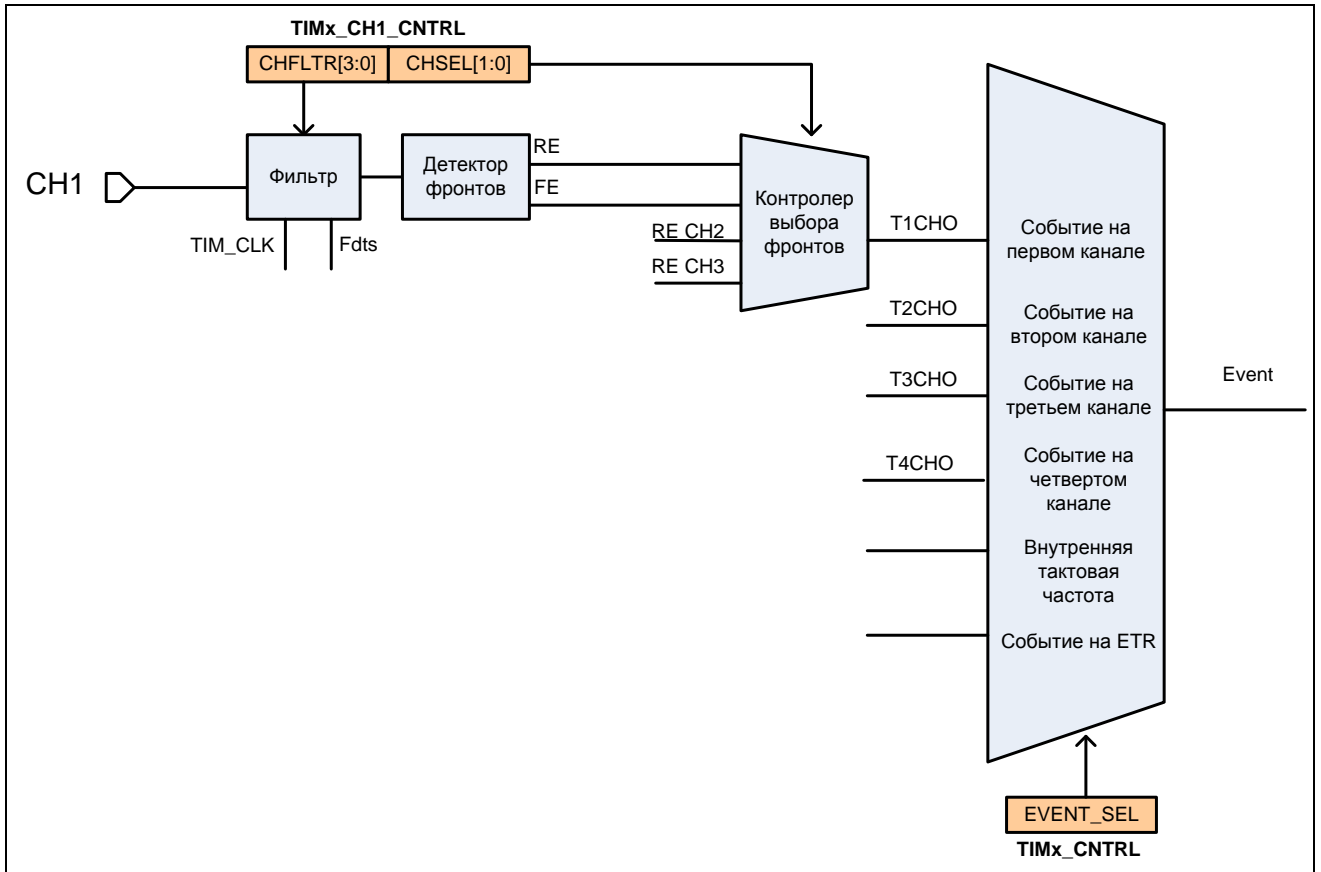 TIMx_CH1_CNTRL
CHFLTR[3:0]
CHSEL[1:0]
CH1
Фильтр
TIM_CLK
Fdts
Детектор
фронтов
RE
FE
RE CH2
RE CH3
Контролер
выбора
фронтов
T1CHO
T2CHO
T3CHO
T4CHO
Событие на
первом канале
Событие на
втором канале
Событие на
третьем канале
Событие на
четвертом
канале
Внутренняя
тактовая
частота
Событие на ETR
Event
EVENT_SEL
TIMx_CNTRL